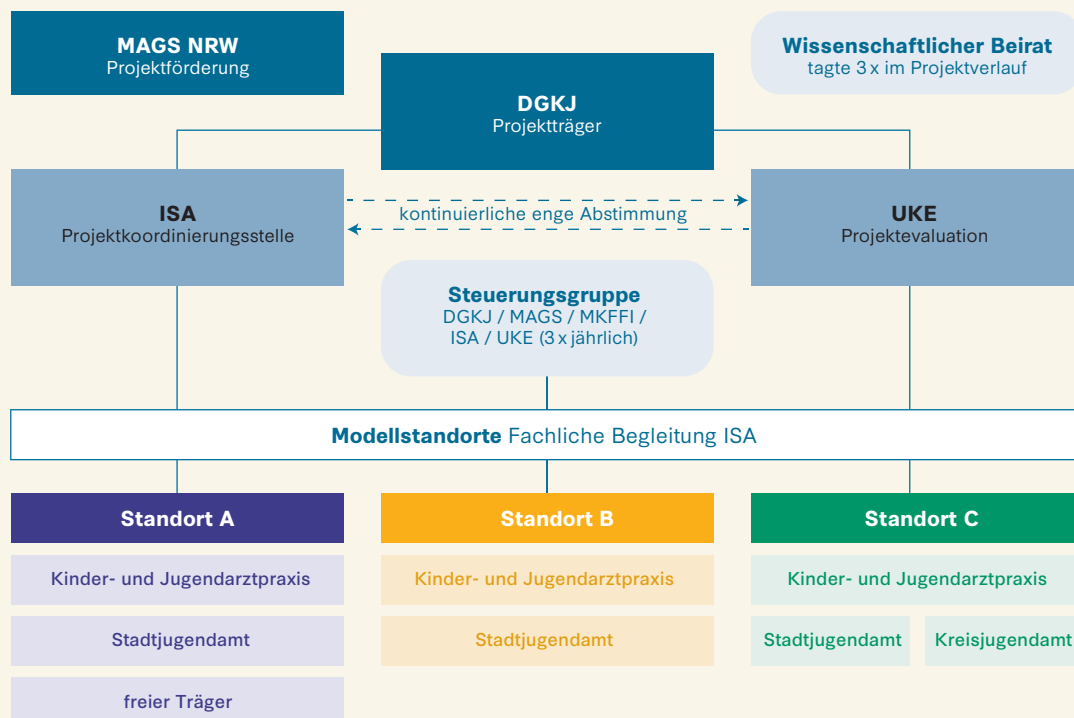 MAGS NRW
Projektförderung
Wissenschaftlicher Beirat
tagte 3 x im Projektverlauf
DGKJ
Projektträger
ISA
Projektkoordinierungsstelle
kontinuierliche enge Abstimmung
UKE
Projektevaluation
Steuerungsgruppe
DGKJ / MAGS / MKFFI /
ISA / UKE (3 x jährlich)
Modellstandorte Fachliche Begleitung ISA
Standort A
Kinder- und Jugendarztpraxis
Stadtjugendamt
freier Träger
Standort B
Kinder- und Jugendarztpraxis
Stadtjugendamt
Standort C
Kinder- und Jugendarztpraxis
Stadtjugendamt
Kreisjugendamt